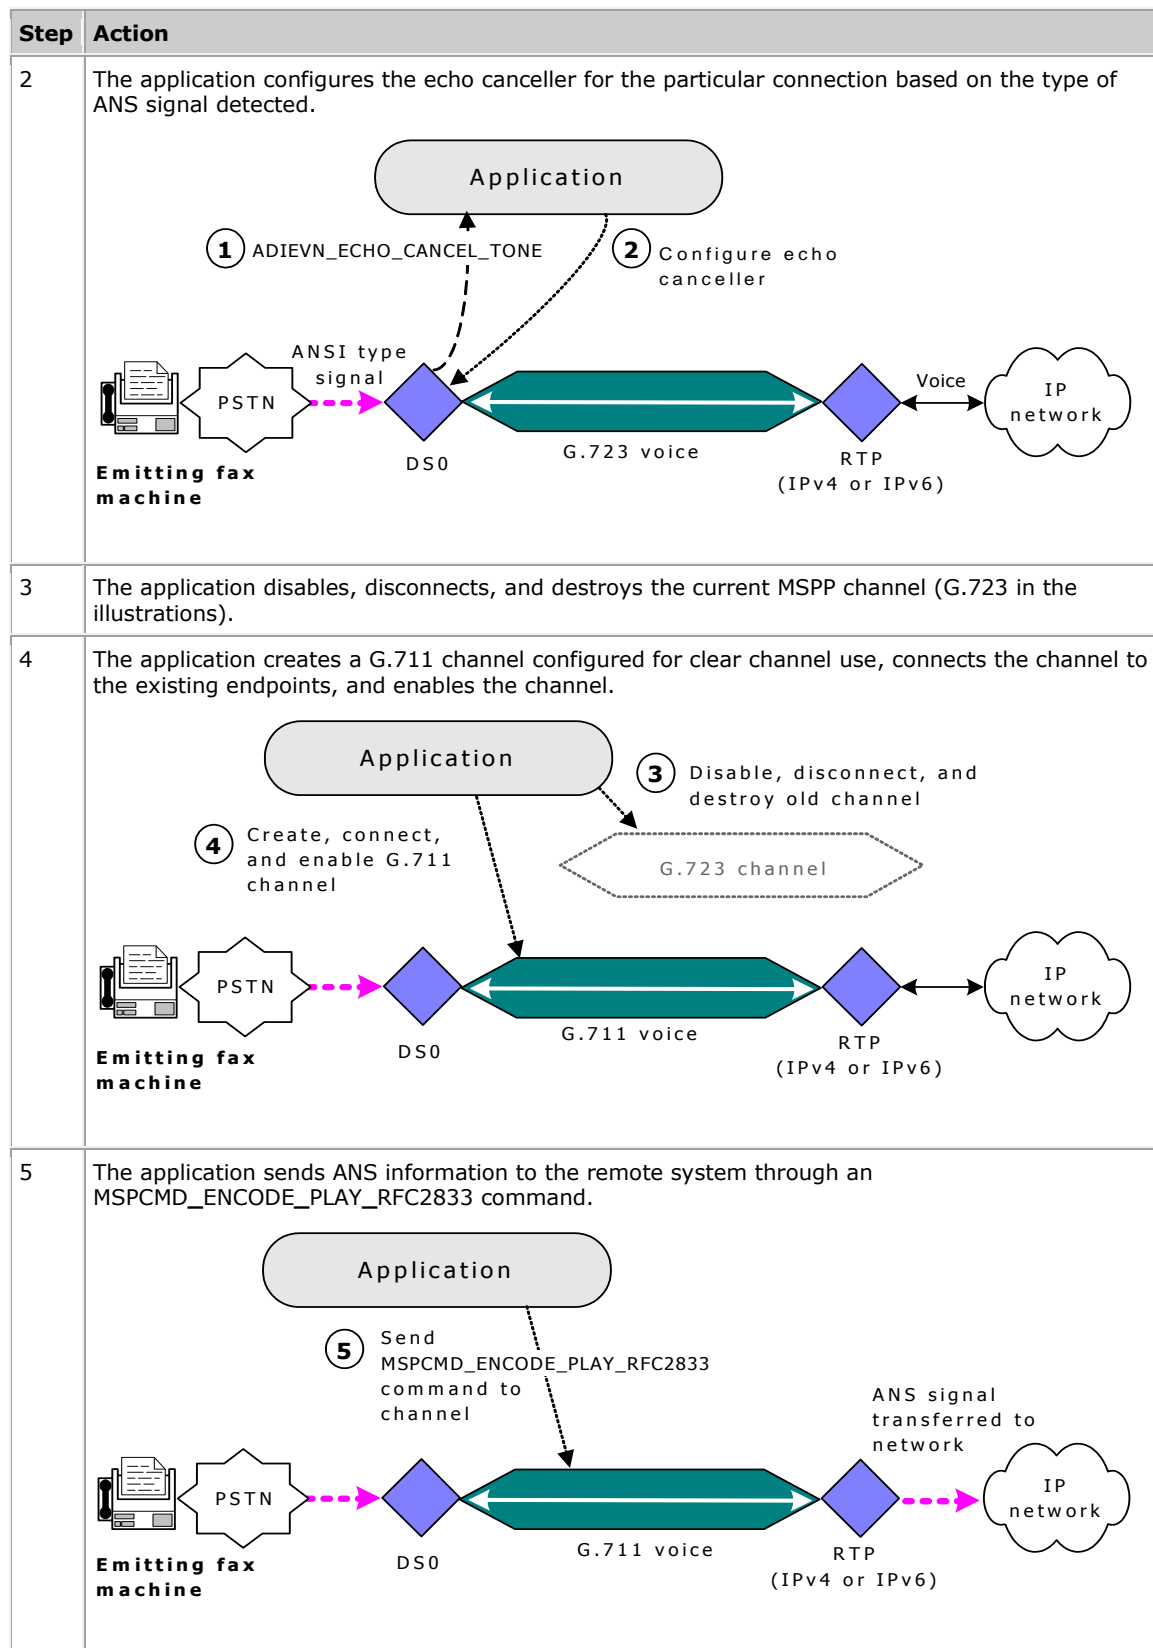 Step Action
2 The application configures the echo canceller for the particular connection based on the type of
ANS signal detected.
Application
1 ADIEVN_ECHO_CANCEL_TONE
2 Configure echo
canceller
ANSI type
signal
PSTN
Voice
IP
network
DS0
G.723 voice
RTP
(IPv4 or IPv6)
Emitting fax
machine
3 The application disables, disconnects, and destroys the current MSPP channel (G.723 in the
illustrations).
4 The application creates a G.711 channel configured for clear channel use, connects the channel to
the existing endpoints, and enables the channel.
Application
3 Disable, disconnect, and
destroy old channel
4 Create, connect,
and enable G.711
channel
G.723 channel
PSTN
IP
network
DS0
G.711 voice
RTP
(IPv4 or IPv6)
Emitting fax
machine
5 The application sends ANS information to the remote system through an
MSPCMD_ENCODE_PLAY_RFC2833 command.
Application
5 Send
MSPCMD_ENCODE_PLAY_RFC2833
command to
channel
ANS signal
transferred to
network
PSTN
IP
network
DS0
G.711 voice
RTP
(IPv4 or IPv6)
Emitting fax
machine